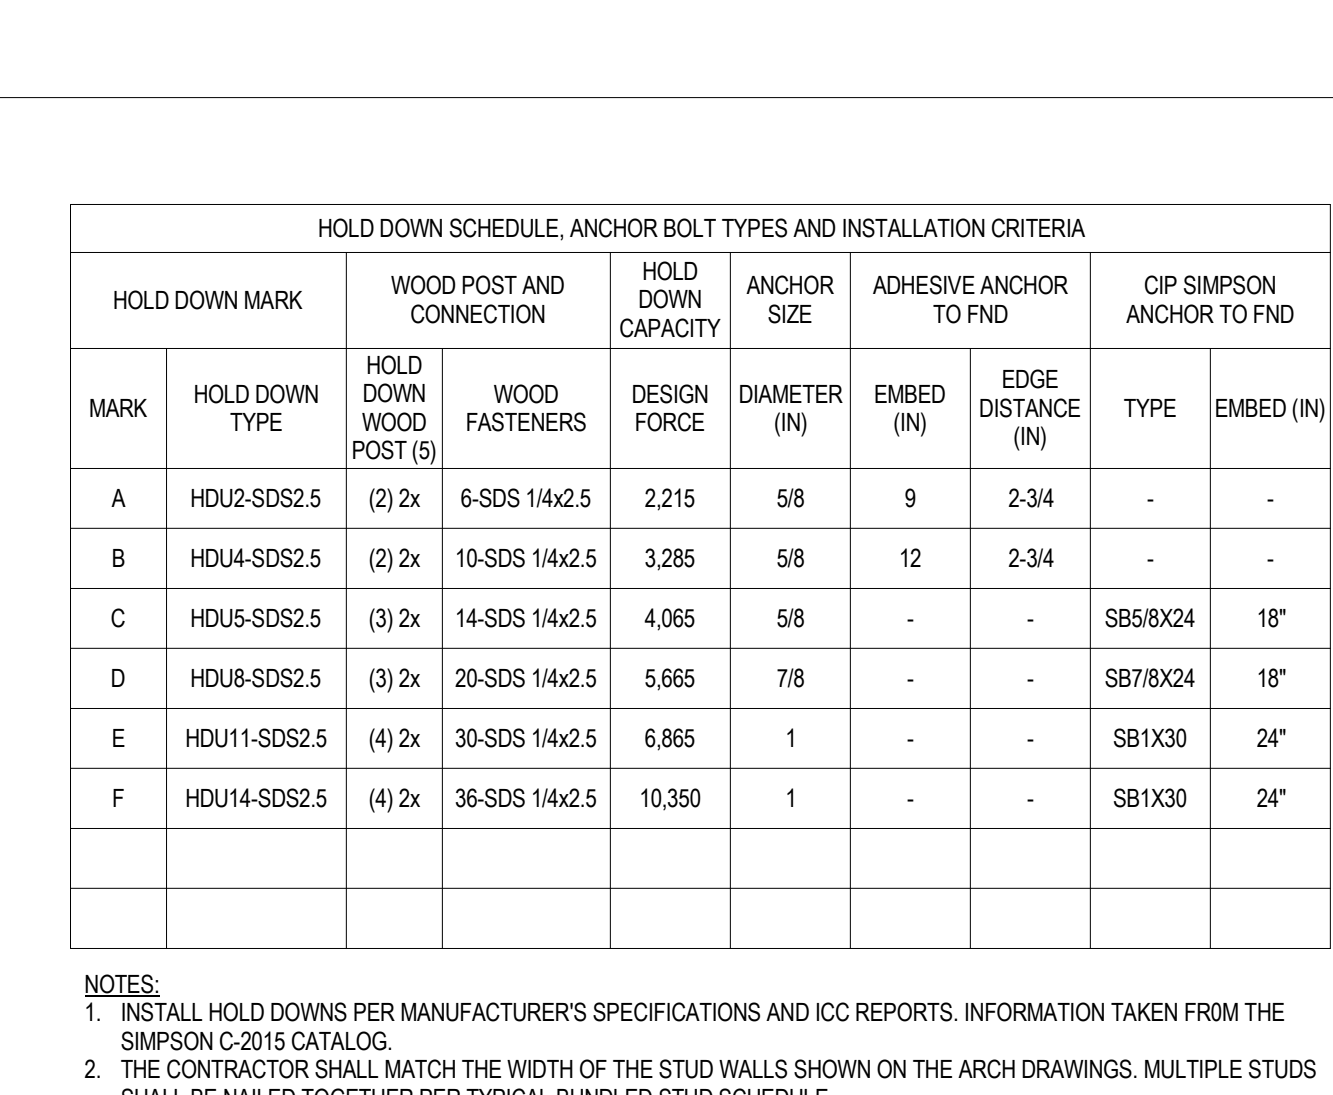 HOLD DOWN SCHEDULE, ANCHOR BOLT TYPES AND INSTALLATION CRITERIA
HOLD DOWN MARK
WOOD POST AND
CONNECTION
HOLD
DOWN
CAPACITY
ANCHOR
SIZE
ADHESIVE ANCHOR
TO FND
CIP SIMPSON
ANCHOR TO FND
MARK
HOLD DOWN
TYPE
HOLD
DOWN
WOOD
POST (5)
WOOD
FASTENERS
DESIGN
FORCE
DIAMETER
(IN)
EMBED
(IN)
EDGE
DISTANCE
(IN)
TYPE
EMBED (IN)
A HDU2-SDS2.5 (2) 2x 6-SDS 1/4x2.5 2,215 5/8 9 2-3/4 - -
B HDU4-SDS2.5 (2) 2x 10-SDS 1/4x2.5 3,285 5/8 12 2-3/4 - -
C HDU5-SDS2.5 (3) 2x 14-SDS 1/4x2.5 4,065 5/8 - - SB5/8X24 18"
D HDU8-SDS2.5 (3) 2x 20-SDS 1/4x2.5 5,665 7/8 - - SB7/8X24 18"
E HDU11-SDS2.5 (4) 2x 30-SDS 1/4x2.5 6,865 1 - - SB1X30 24"
F HDU14-SDS2.5 (4) 2x 36-SDS 1/4x2.5 10,350 1 - - SB1X30 24"
NOTES:
1. INSTALL HOLD DOWNS PER MANUFACTURER'S SPECIFICATIONS AND ICC REPORTS. INFORMATION TAKEN FR0M THE
SIMPSON C-2015 CATALOG.
2. THE CONTRACTOR SHALL MATCH THE WIDTH OF THE STUD WALLS SHOWN ON THE ARCH DRAWINGS. MULTIPLE STUDS
SHALL BE NAILED TOGETHER PER TYPICAL BUNDLED STUD SCHEDULE